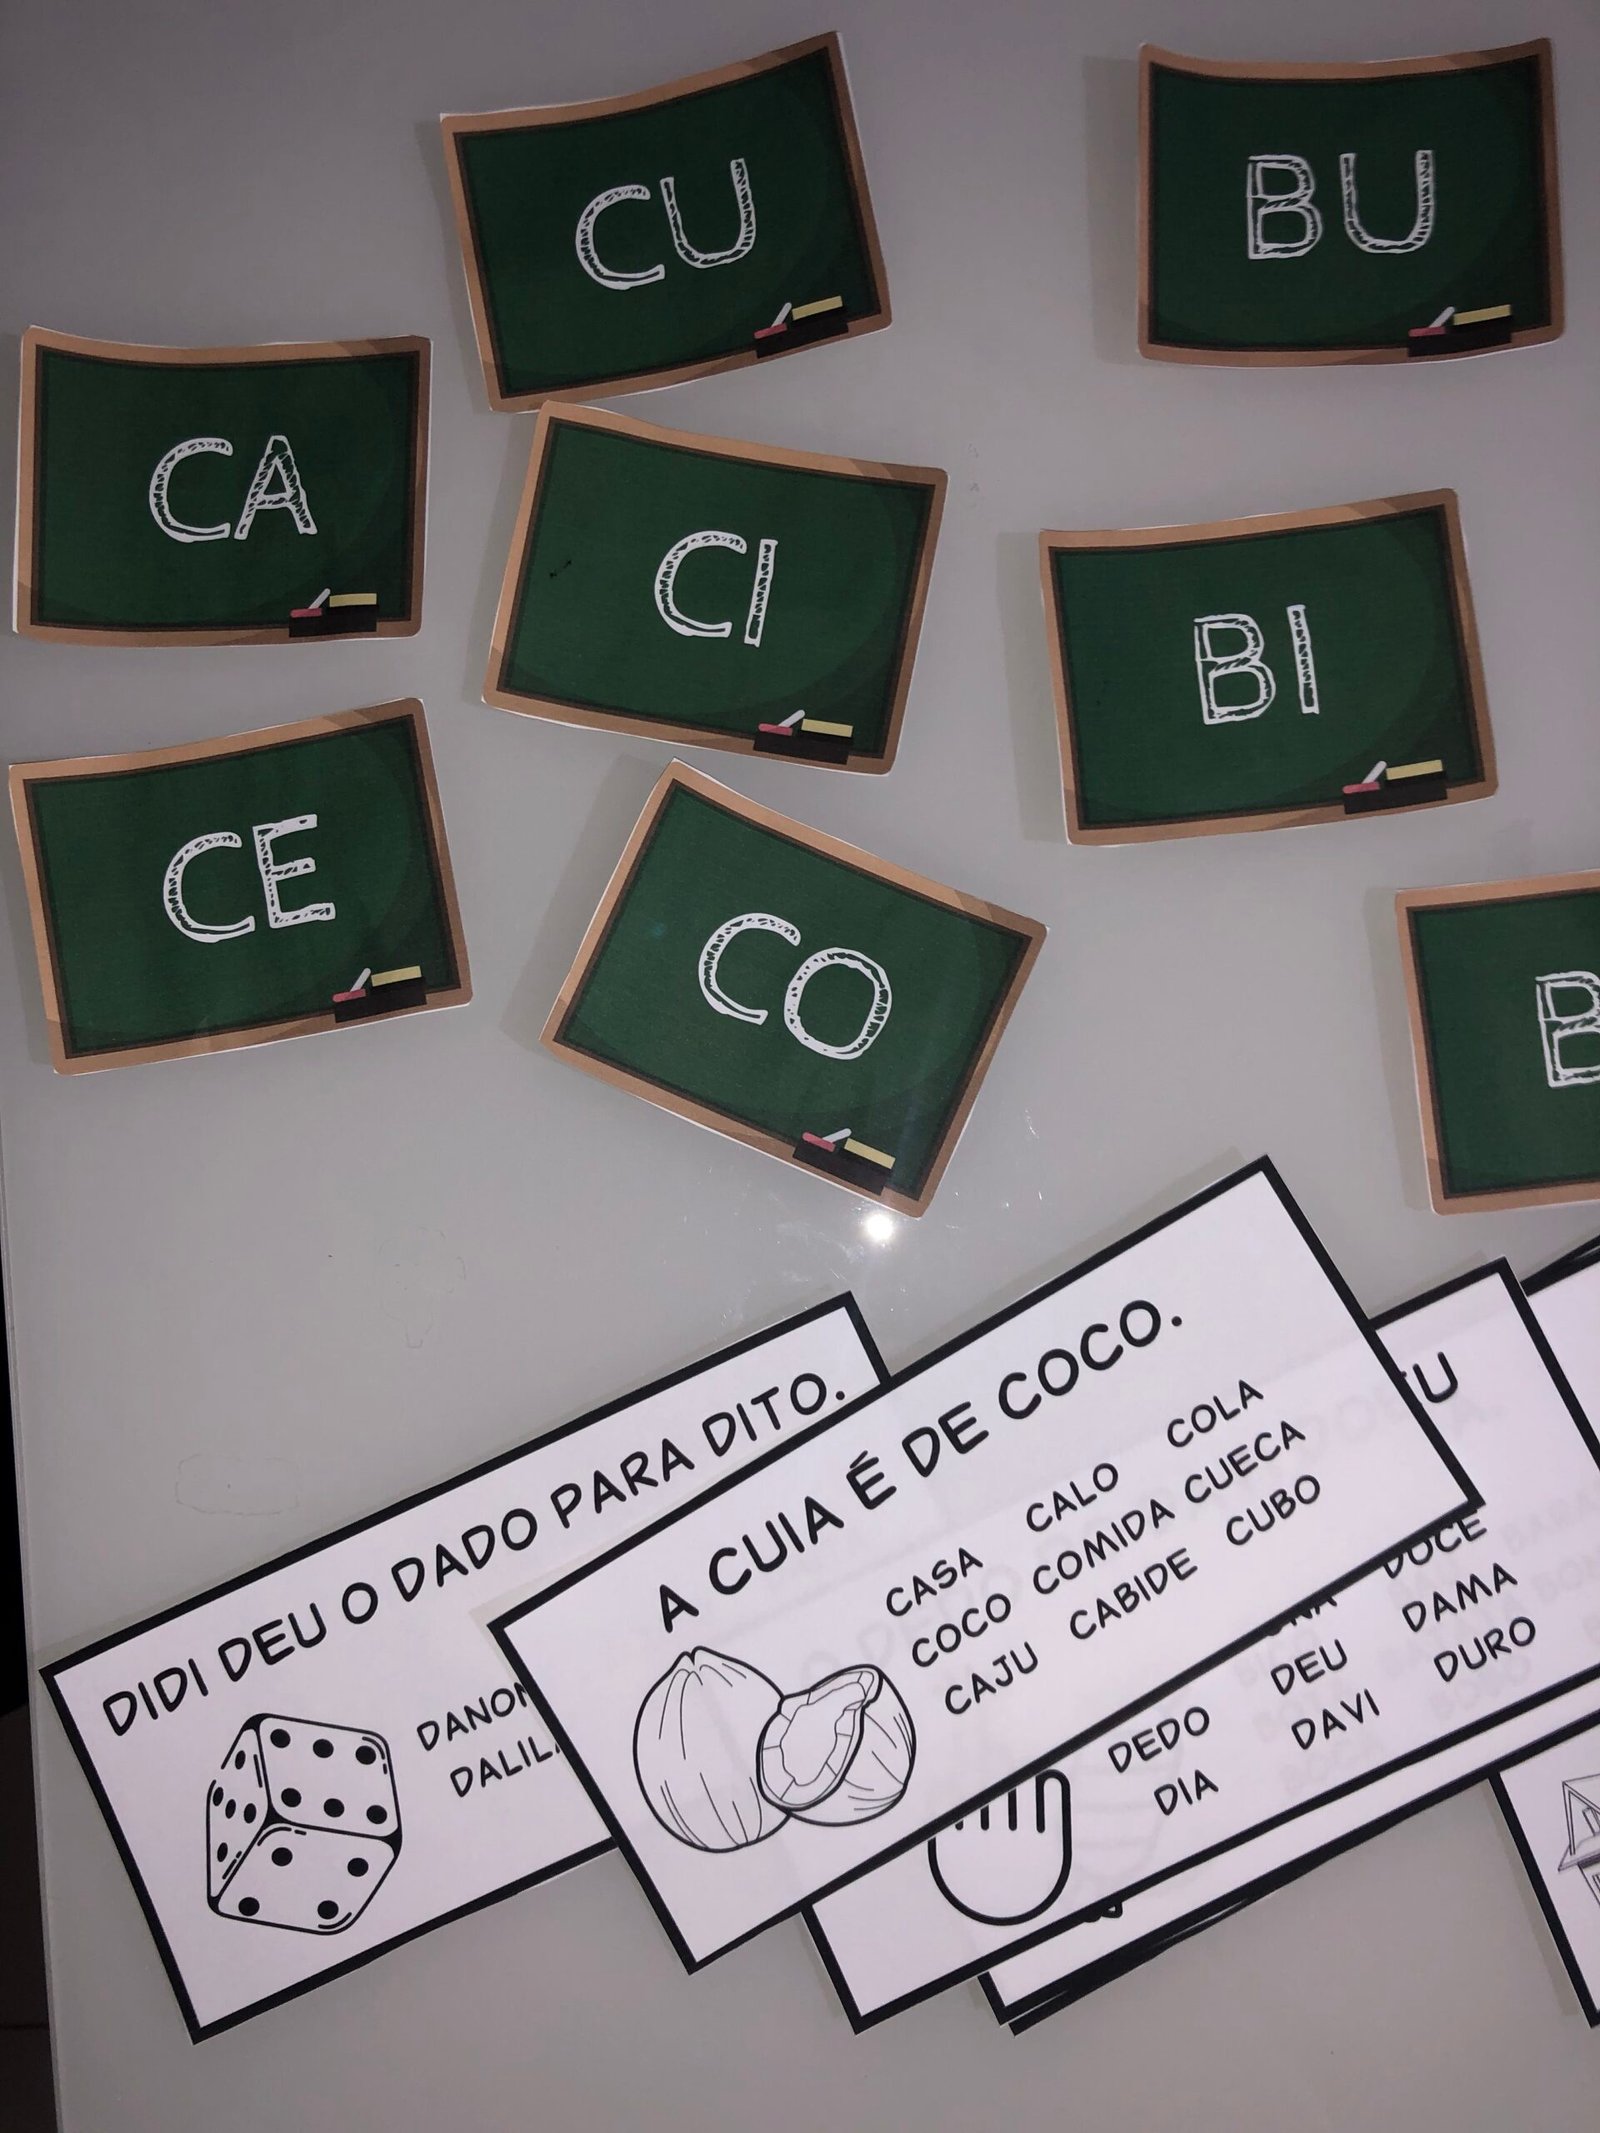 CU
BU
CA
CI
BI
CE
CO
B
DIDI DEU O DADO PARA DITO.
A CUIA É DE COCO.
CASA CALO COLA
COCO COMIDA CUECA
CAJU CABIDE CUBO
DOCE
DEDO DEU DAMA
DIA DAVI DURO